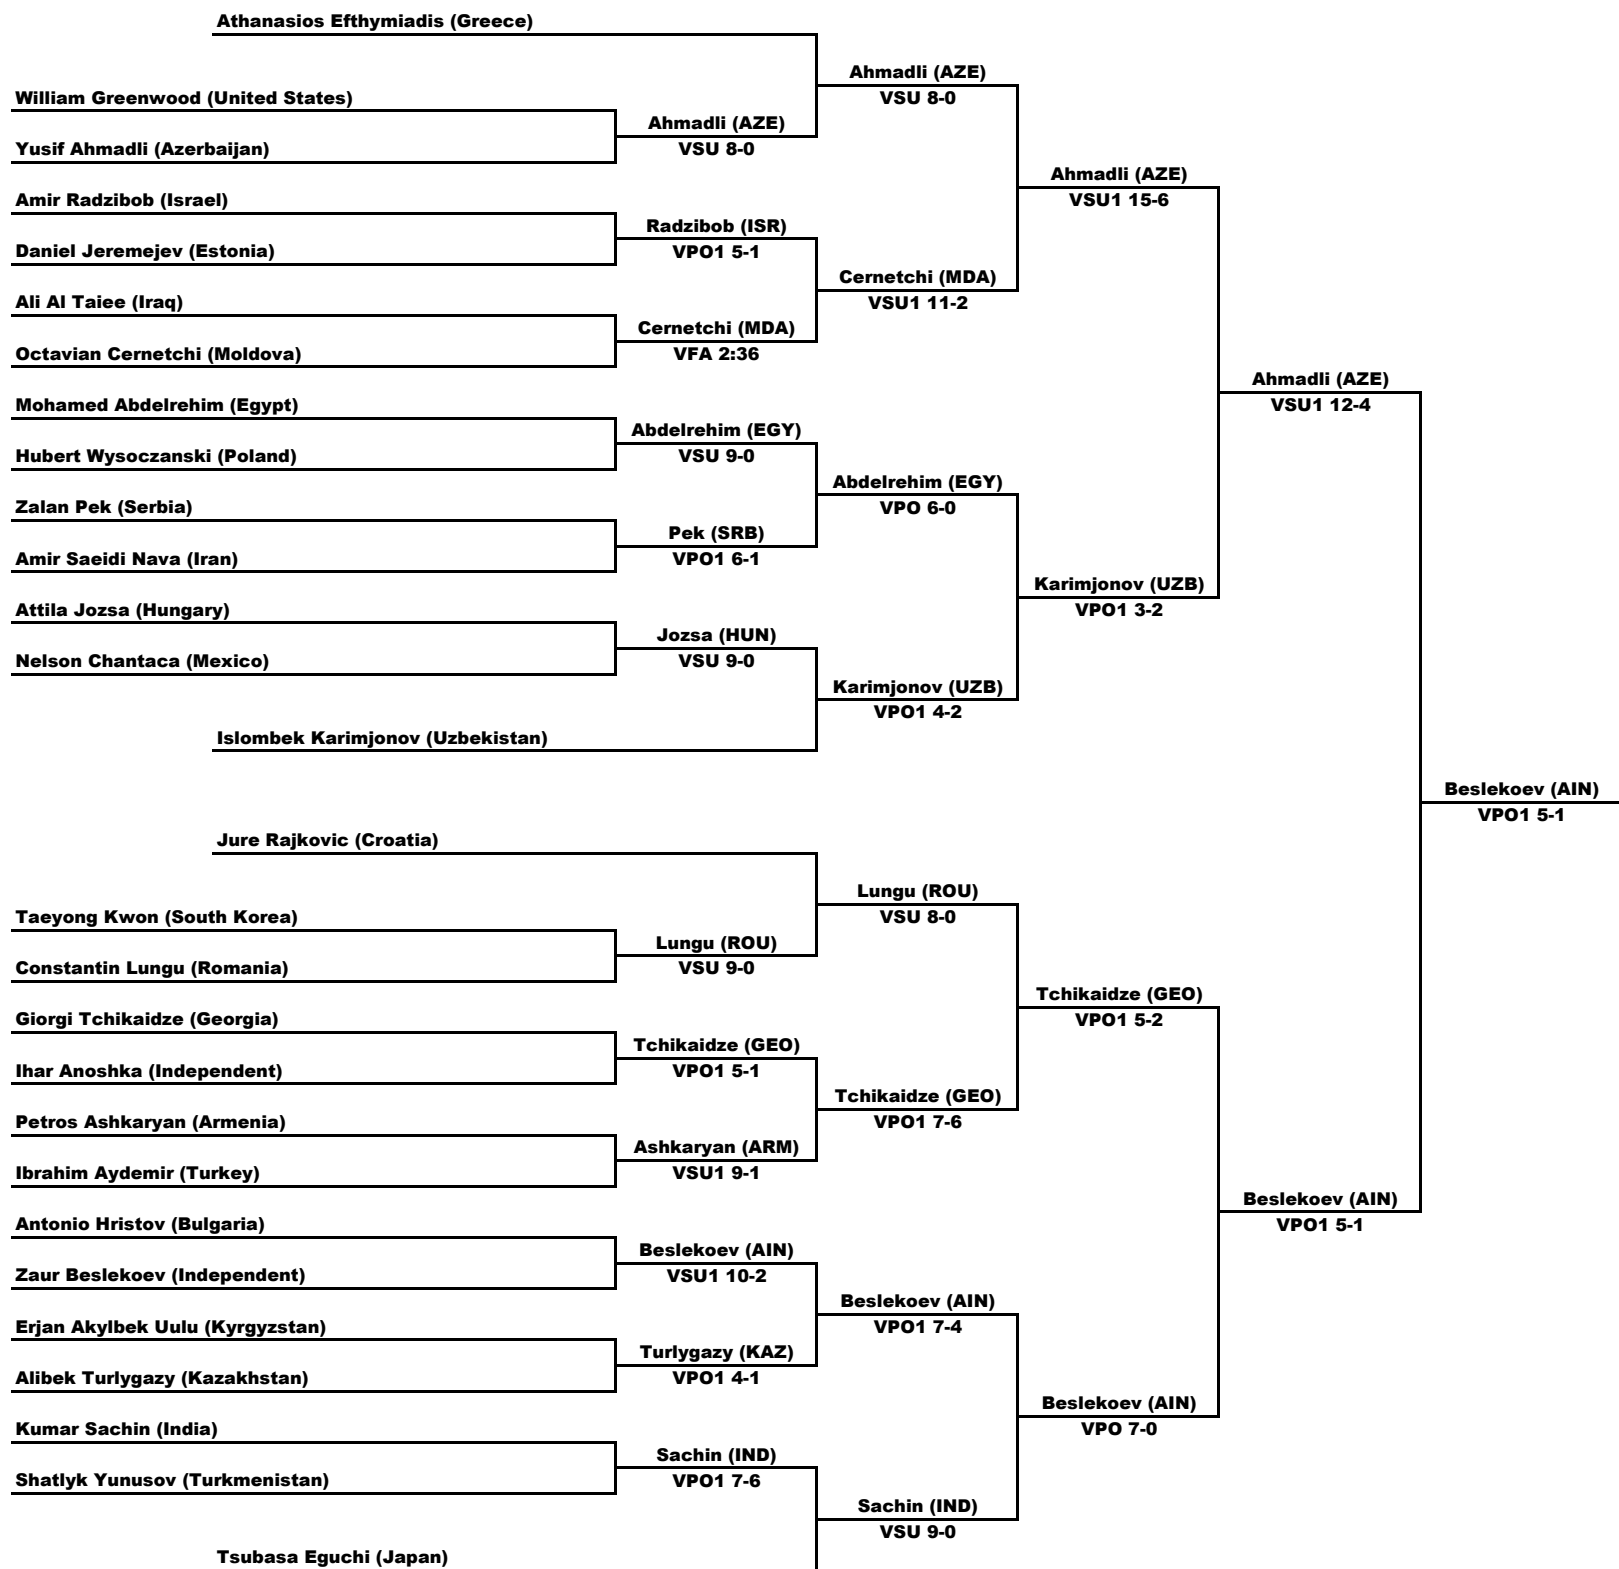 Athanasios Efthymiadis (Greece)
Ahmadli (AZE)
VSU 8-0
William Greenwood (United States)
Ahmadli (AZE)
VSU 8-0
Yusif Ahmadli (Azerbaijan)
Ahmadli (AZE)
VSU1 15-6
Amir Radzibob (Israel)
Radzibob (ISR)
VPO1 5-1
Daniel Jeremejev (Estonia)
Cernetchi (MDA)
VSU1 11-2
Ali Al Taiee (Iraq)
Cernetchi (MDA)
VFA 2:36
Octavian Cernetchi (Moldova)
Ahmadli (AZE)
VSU1 12-4
Mohamed Abdelrehim (Egypt)
Abdelrehim (EGY)
VSU 9-0
Hubert Wysoczanski (Poland)
Abdelrehim (EGY)
VPO 6-0
Zalan Pek (Serbia)
Pek (SRB)
VPO1 6-1
Amir Saeidi Nava (Iran)
Karimjonov (UZB)
VPO1 3-2
Attila Jozsa (Hungary)
Jozsa (HUN)
VSU 9-0
Nelson Chantaca (Mexico)
Karimjonov (UZB)
VPO1 4-2
Islombek Karimjonov (Uzbekistan)
Beslekoev (AIN)
VPO1 5-1
Jure Rajkovic (Croatia)
Lungu (ROU)
VSU 8-0
Taeyong Kwon (South Korea)
Lungu (ROU)
VSU 9-0
Constantin Lungu (Romania)
Tchikaidze (GEO)
VPO1 5-2
Giorgi Tchikaidze (Georgia)
Tchikaidze (GEO)
VPO1 5-1
Ihar Anoshka (Independent)
Tchikaidze (GEO)
VPO1 7-6
Petros Ashkaryan (Armenia)
Ashkaryan (ARM)
VSU1 9-1
Ibrahim Aydemir (Turkey)
Beslekoev (AIN)
VPO1 5-1
Antonio Hristov (Bulgaria)
Beslekoev (AIN)
VSU1 10-2
Zaur Beslekoev (Independent)
Beslekoev (AIN)
VPO1 7-4
Erjan Akylbek Uulu (Kyrgyzstan)
Turlygazy (KAZ)
VPO1 4-1
Alibek Turlygazy (Kazakhstan)
Beslekoev (AIN)
VPO 7-0
Kumar Sachin (India)
Sachin (IND)
VPO1 7-6
Shatlyk Yunusov (Turkmenistan)
Sachin (IND)
VSU 9-0
Tsubasa Eguchi (Japan)